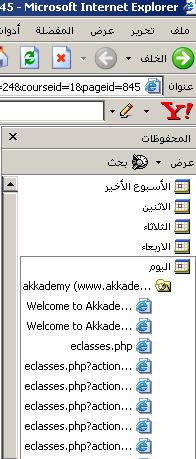 45 - Microsoft Internet Explorer
ملف تحرير عرض المفضلة أدوات
الخلف
عنوان =24&courseid=1&pageid=845
Y!
المحفوظات
عرض بحث
الأسبوع الأخير
الاثنين
الثلاثاء
الاربعاء
اليوم
akkademy (www.akkade...
Welcome to Akkade...
Welcome to Akkade...
eclasses.php
eclasses.php?action...
eclasses.php?action...
eclasses.php?action...
eclasses.php?action...
eclasses.php?action...